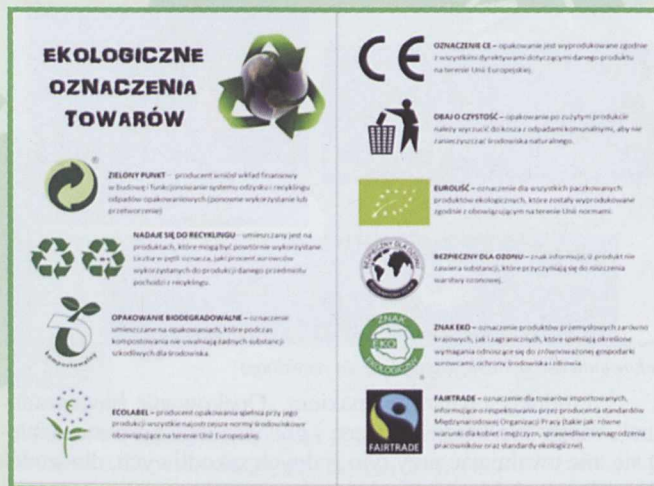 EKOLOGICZNE
OZNACZENIA
TOWARÓW
ZIELONY PUNKT – producent wniósł wkład finansowy
w budowę i funkcjonowanie systemu odzysku i recyklingu
odpadów opakowaniowych (ponowne wykorzystanie lub
przetworzenie)
NADAJE SIĘ DO RECYKLINGU – umieszczany jest na
produktach, które mogą być powtórnie wykorzystane.
Liczba w pętli oznacza, jaki procent surowców
wykorzystanych do produkcji danego przedmiotu
pochodzi z recyklingu.
OPAKOWANIE BIODEGRADOWALNE – oznaczenie
umieszczane na opakowaniach, które podczas
kompostowania nie uwalniają żadnych substancji
szkodliwych dla środowiska.
kompostowalny
ECOLABEL – producent opakowania spełnia przy jego
produkcji wszystkie najostrzejsze normy środowiskowe
obowiązujące na terenie Unii Europejskiej.
CE
OZNACZENIE CE – opakowanie jest wyprodukowane zgodnie
z wszystkimi dyrektywami dotyczącymi danego produktu
na terenie Unii Europejskiej.
DBAJ O CZYSTOŚĆ – opakowanie po zużytym produkcie
należy wyrzucić do kosza z odpadami komunalnymi, aby nie
zanieczyszczać środowiska naturalnego.
EUROLIŚĆ – oznaczenie dla wszystkich paczkowanych
produktów ekologicznych, które zostały wyprodukowane
zgodnie z obowiązującym na terenie Unii normami.
BEZPIECZNY DLA OZONU
BEZPIECZNY DLA OZONU – znak informuje, iż produkt nie
zawiera substancji, które przyczyniają się do niszczenia
warstwy ozonowej.
ZNAK
EKO
EKOLOGICZNY
ZNAK EKO – oznaczenie produktów przemysłowych zarówno
krajowych, jak i zagranicznych, które spełniają określone
wymagania odnoszące się do zrównoważonej gospodarki
surowcami, ochrony środowiska i zdrowia.
FAIRTRADE
FAIRTRADE – oznaczenie dla towarów importowanych,
informujące o respektowaniu przez producenta standardów
Międzynarodowej Organizacji Pracy (takie jak: równe
warunki dla kobiet i mężczyzn, sprawiedliwe wynagrodzenia
pracowników oraz standardy ekologiczne).